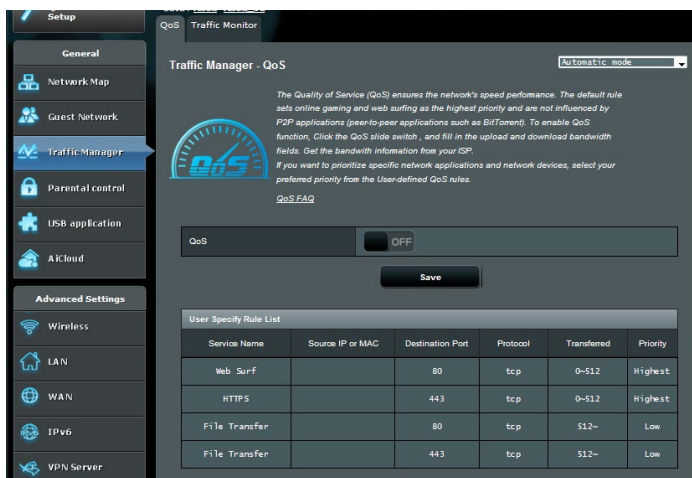 Setup
QoS Traffic Monitor
General
Network Map
Guest Network
Traffic Manager
Parental control
USB application
AiCloud
Advanced Settings
Wireless
LAN
WAN
IPv6
VPN Server
Traffic Manager - QoS
Automatic mode
The Quality of Service (QoS) ensures the network's speed performance. The default rule
sets online gaming and web surfing as the highest priority and are not influenced by
P2P applications (peer-to-peer applications such as BitTorrent). To enable QoS
function, Click the QoS slide switch , and fill in the upload and download bandwidth
fields. Get the bandwith information from your ISP.
If you want to prioritize specific network applications and network devices, select your
preferred priority from the User-defined QoS rules.
QoS FAQ
QoS
QoS OFF
Save
User Specify Rule List
Service Name Source IP or MAC Destination Port Protocol Transferred Priority
Web Surf 80 tcp 0~512 Highest
HTTPS 443 tcp 0~512 Highest
File Transfer 80 tcp 512~ Low
File Transfer 443 tcp 512~ Low